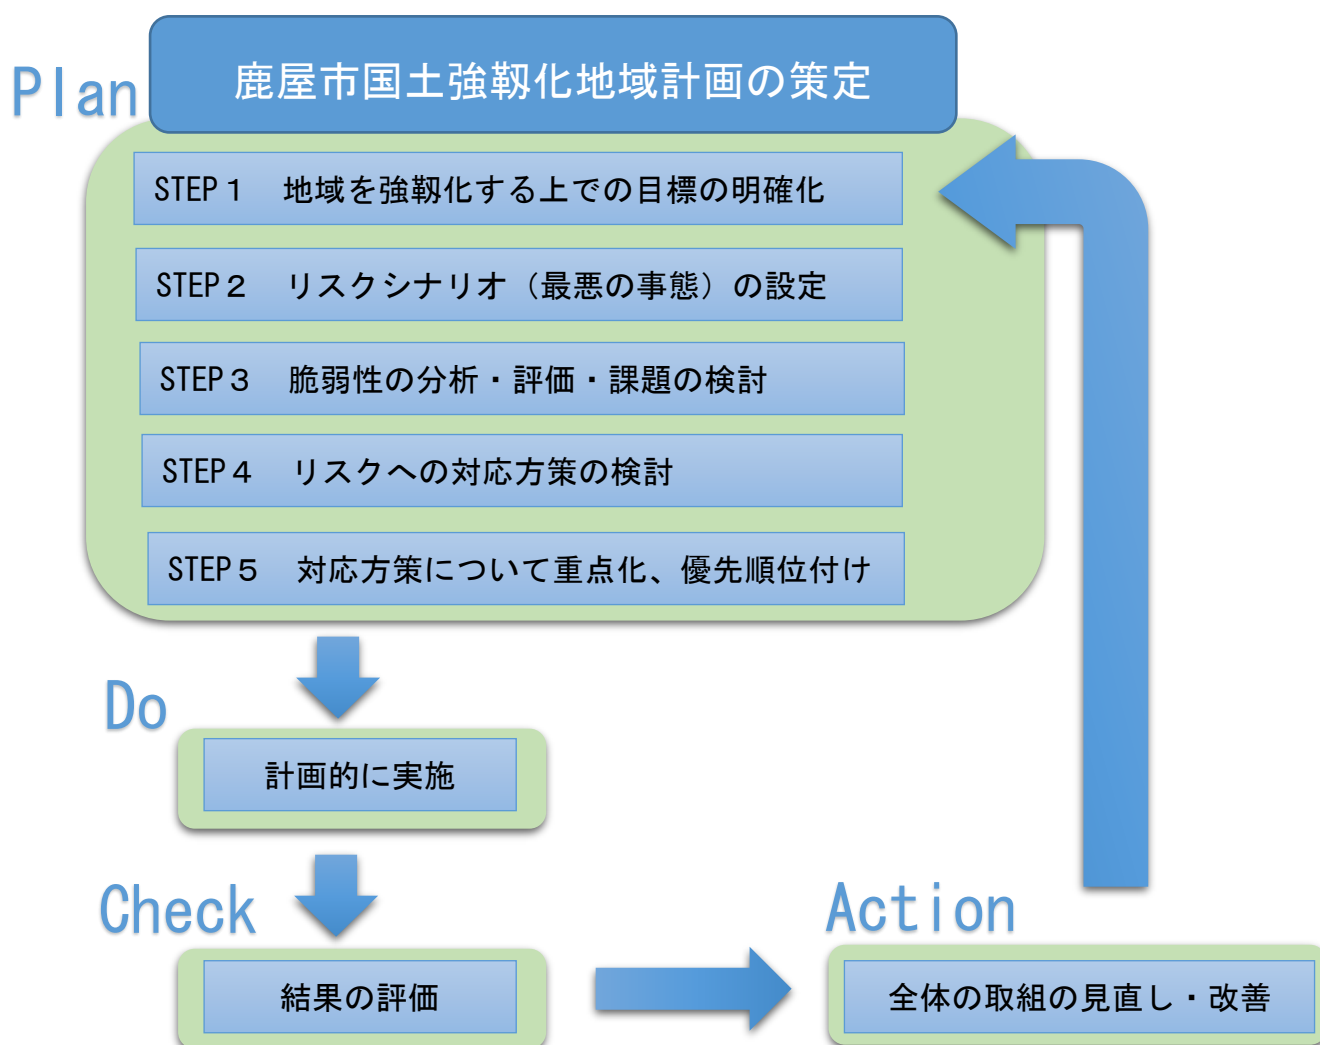 Plan
鹿屋市国土強靱化地域計画の策定
STEP１　地域を強靱化する上での目標の明確化
STEP２　リスクシナリオ（最悪の事態）の設定
STEP３　脆弱性の分析・評価・課題の検討
STEP４　リスクへの対応方策の検討
STEP５　対応方策について重点化、優先順位付け
Do
計画的に実施
Check
結果の評価
Action
全体の取組の見直し・改善